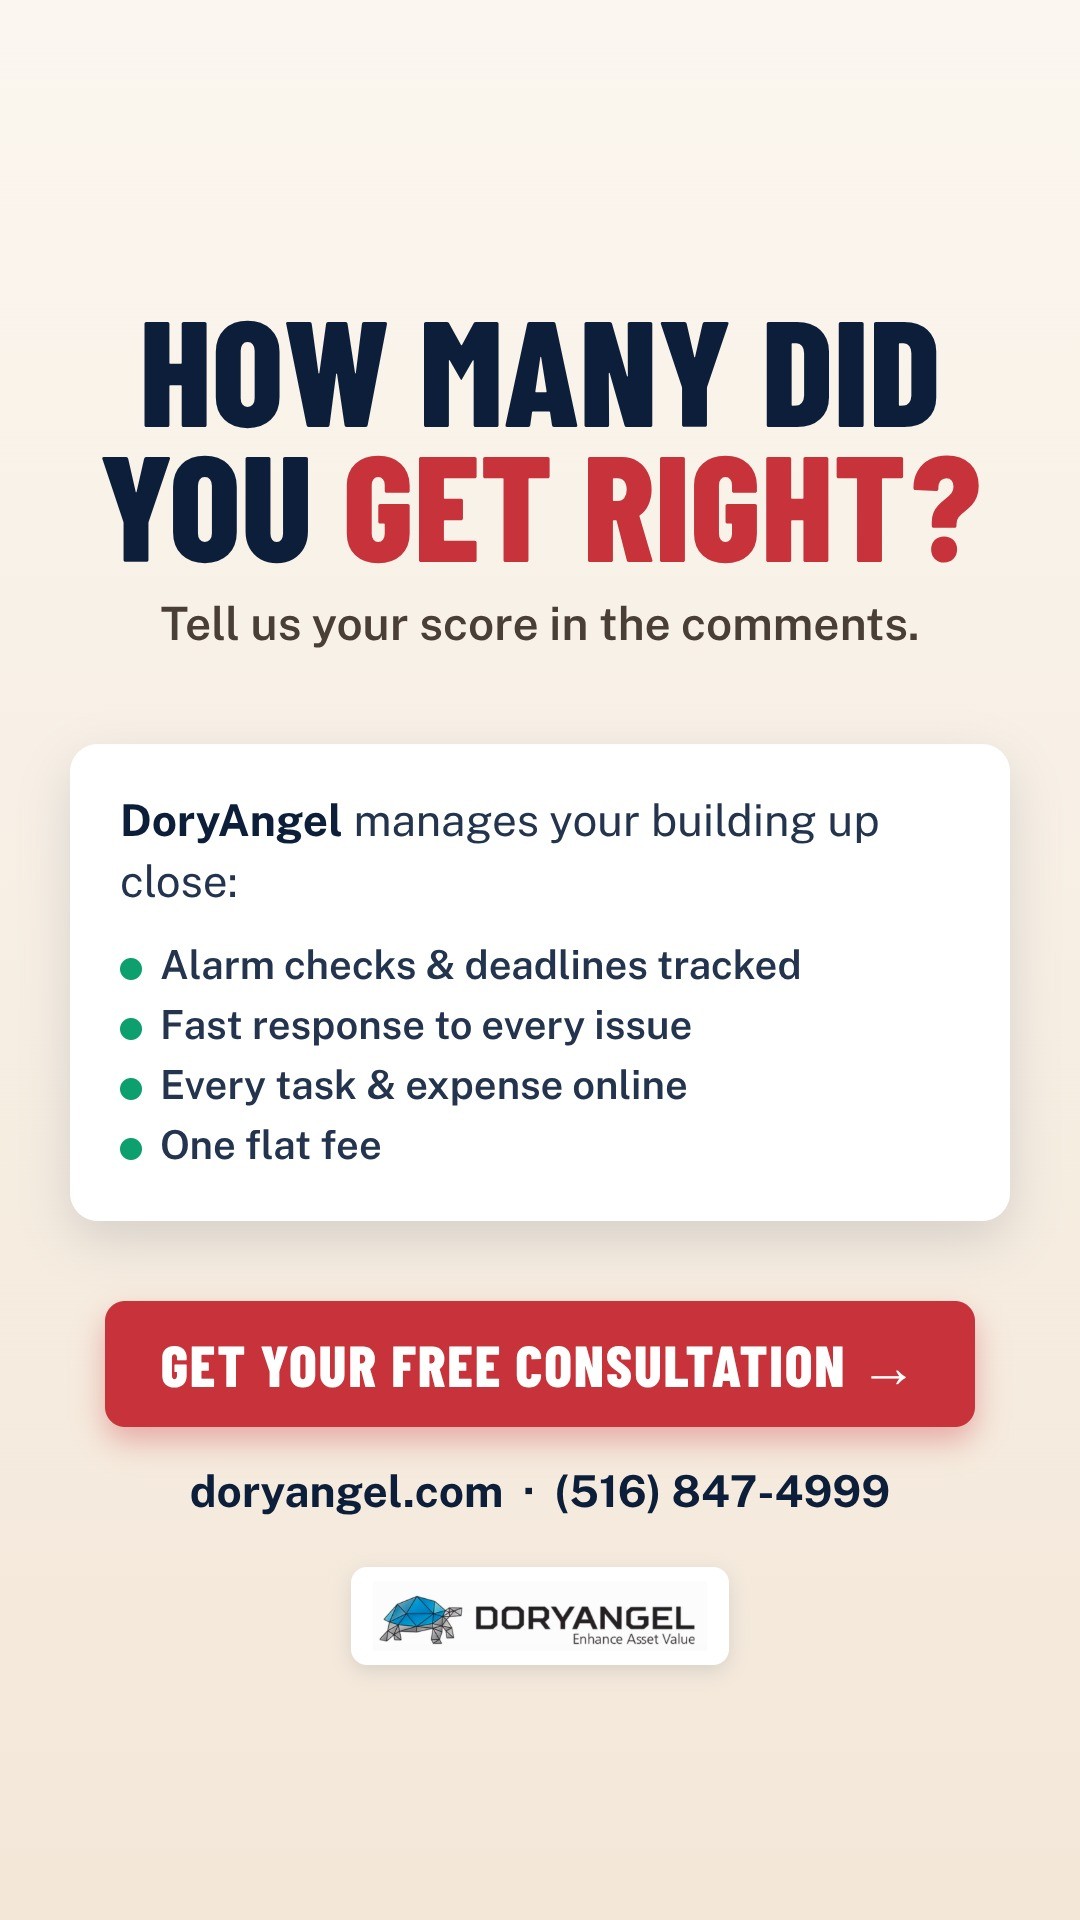 HOW MANY DID
YOU GET RIGHT?
Tell us your score in the comments.
DoryAngel manages your building up
close:
Alarm checks & deadlines tracked
Fast response to every issue
Every task & expense online
One flat fee
GET YOUR FREE CONSULTATION →
doryangel.com · (516) 847-4999
DORYANGEL
Enhance Asset Value